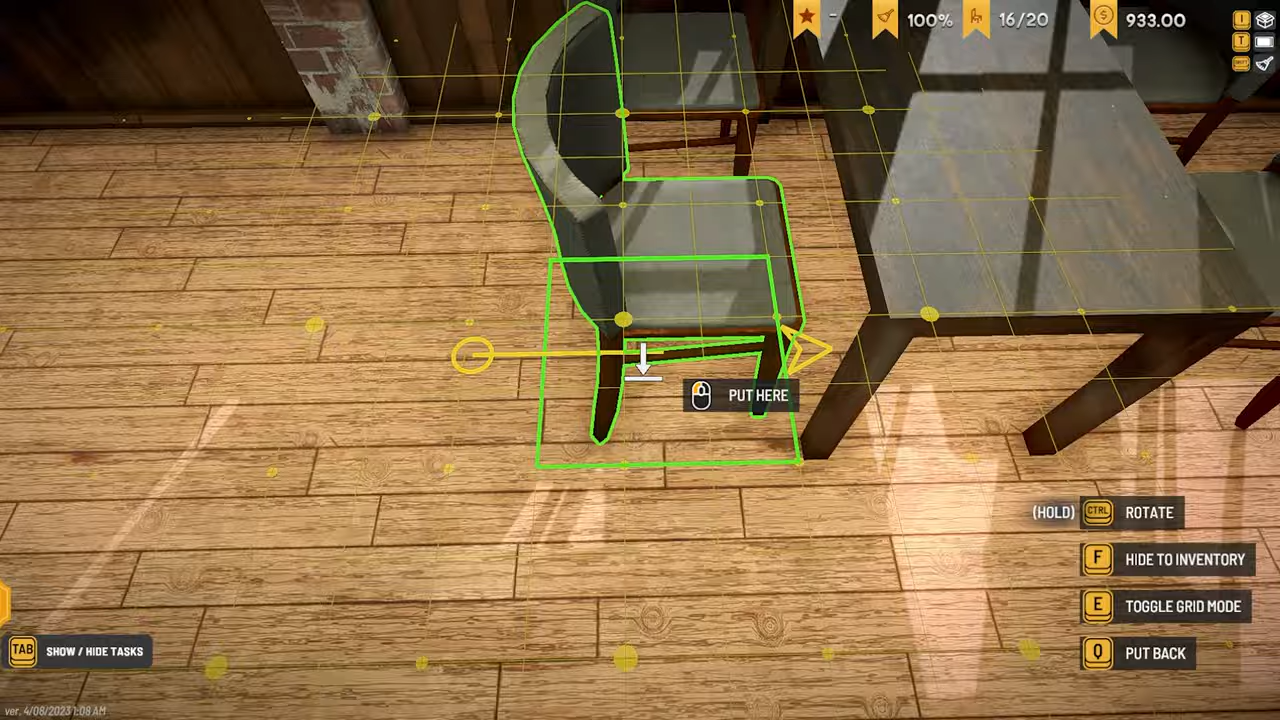 -
100%
16/20
933.00
I
T
PUT HERE
(HOLD) CTRL ROTATE
F HIDE TO INVENTORY
E TOGGLE GRID MODE
Q PUT BACK
TAB SHOW / HIDE TASKS
ver. 4/08/2023 1:08 AM